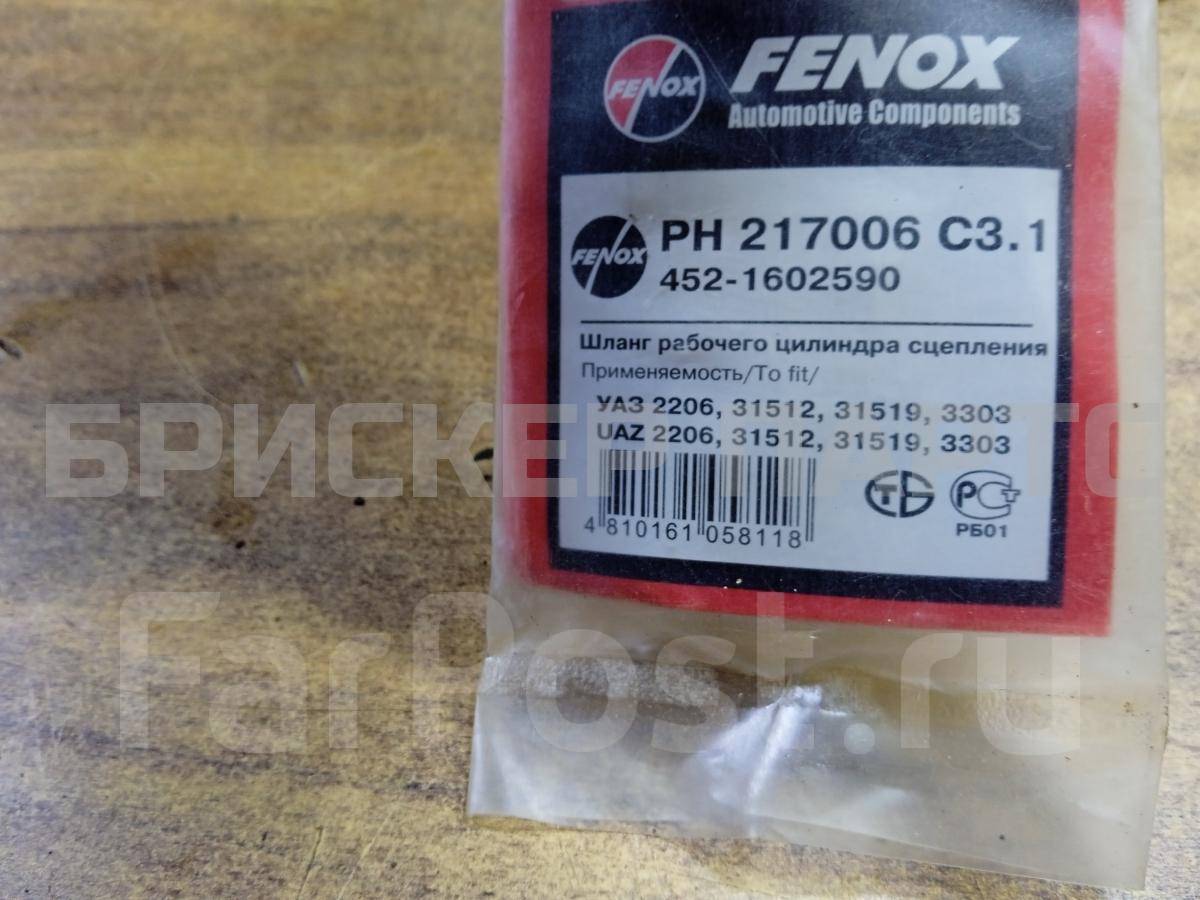 FENOX
FENOX
Automotive Components
FENOX
PH 217006 C3.1
452-1602590
Шланг рабочего цилиндра сцепления
Применяемость/To fit/
УАЗ 2206, 31512, 31519, 3303
UAZ 2206, 31512, 31519, 3303
4 810161 058118
РБ01
FarPost.ru